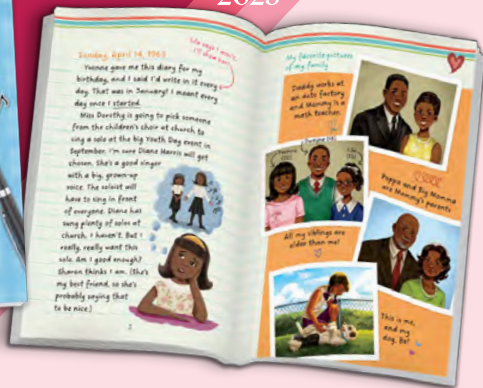 2023
Sunday, April 14, 1963
He says I won't.
I'll show him!
Yvonne gave me this diary for my
birthday, and I said I'd write in it every
day. That was in January! I meant every
day once I started.
Miss Dorothy is going to pick someone
from the children's choir at church to
sing a solo at the big Youth Day event in
September. I'm sure Diane Harris will get
chosen. She's a good singer
with a big, grown-up
voice. The soloist will
have to sing in front
of everyone. Diane has
sung plenty of solos at
church. I haven't. But I
really, really want this
solo. Am I good enough?
Sharon thinks I am. (She's
my best friend, so she's
probably saying that
to be nice.)
My favorite pictures
of my family
Daddy works at
an auto factory
and Mommy is a
math teacher.
Poppa and Big Momma
are Mommy's parents
All my siblings are
older than me!
This is me,
and my
dog, Bo!